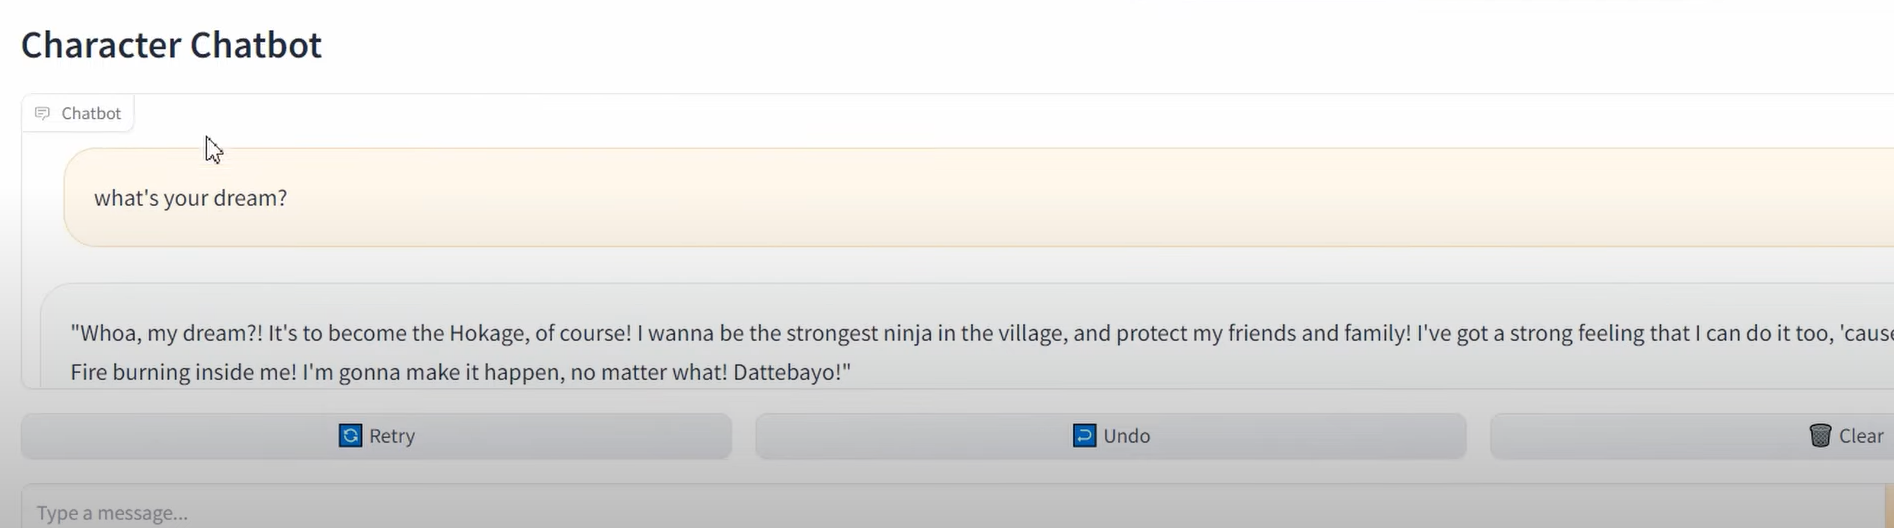 Character Chatbot
Chatbot
what's your dream?
"Whoa, my dream?! It's to become the Hokage, of course! I wanna be the strongest ninja in the village, and protect my friends and family! I've got a strong feeling that I can do it too, 'cause
Fire burning inside me! I'm gonna make it happen, no matter what! Dattebayo!"
Retry
Undo
Clear
Type a message...